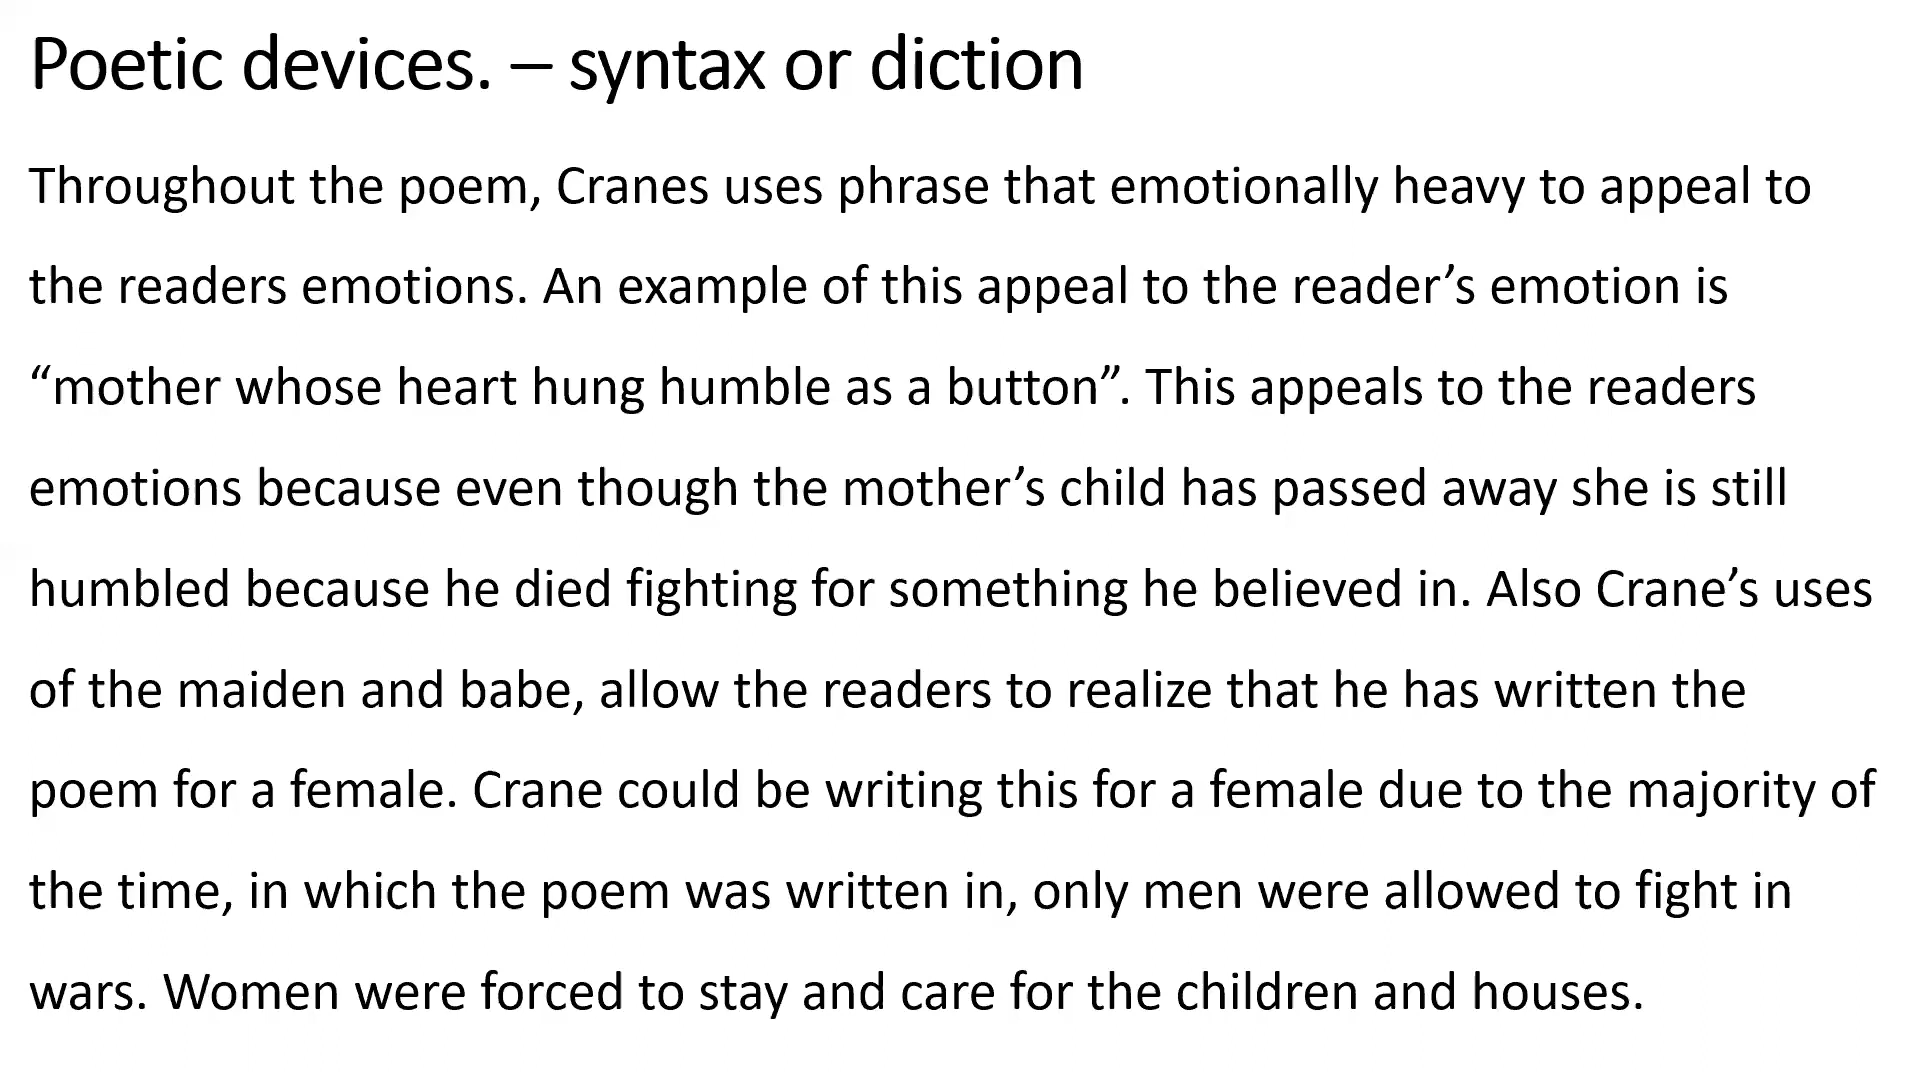 Poetic devices. – syntax or diction
Throughout the poem, Cranes uses phrase that emotionally heavy to appeal to
the readers emotions. An example of this appeal to the reader’s emotion is
“mother whose heart hung humble as a button”. This appeals to the readers
emotions because even though the mother’s child has passed away she is still
humbled because he died fighting for something he believed in. Also Crane’s uses
of the maiden and babe, allow the readers to realize that he has written the
poem for a female. Crane could be writing this for a female due to the majority of
the time, in which the poem was written in, only men were allowed to fight in
wars. Women were forced to stay and care for the children and houses.